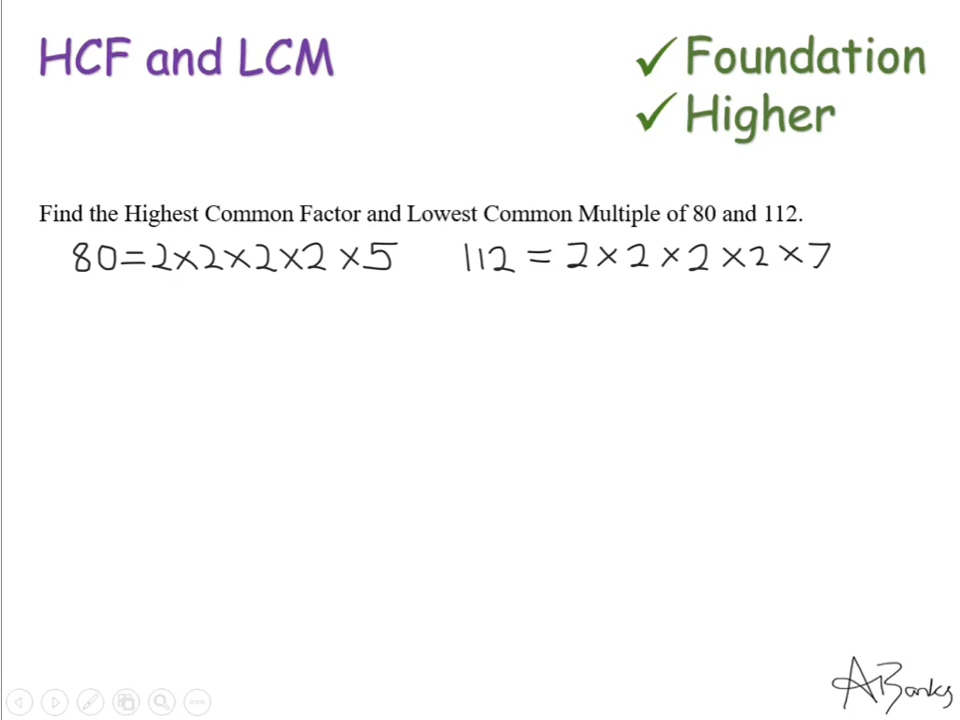 HCF and LCM
✓ Foundation
✓ Higher
Find the Highest Common Factor and Lowest Common Multiple of 80 and 112.
80=2×2×2×2×5 112 = 2×2×2×2×7
ABanks